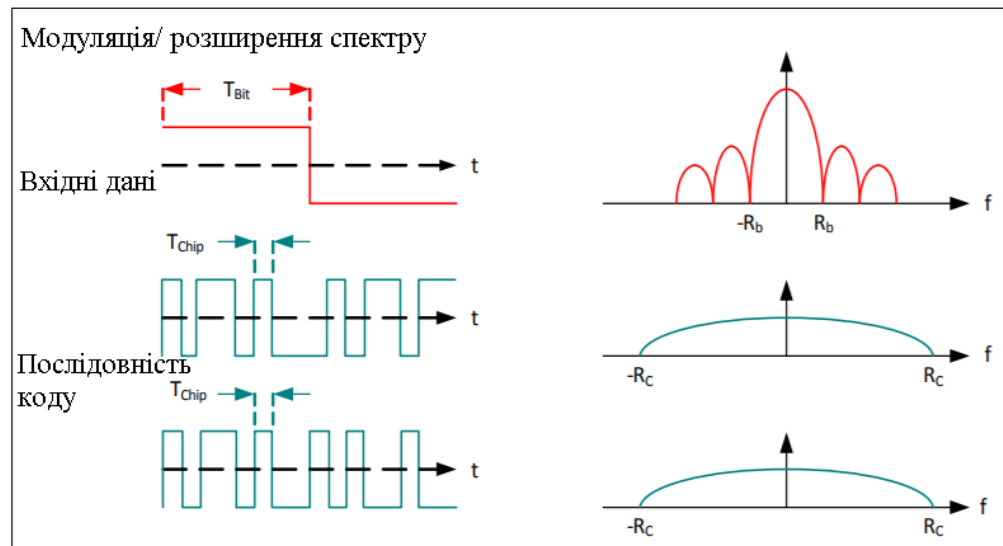 Модуляція/ розширення спектру
T_Bit
t
Вхідні дані
-R_b R_b f
T_Chip
t
-R_C R_C f
Послідовність
коду
T_Chip
t
-R_C R_C f